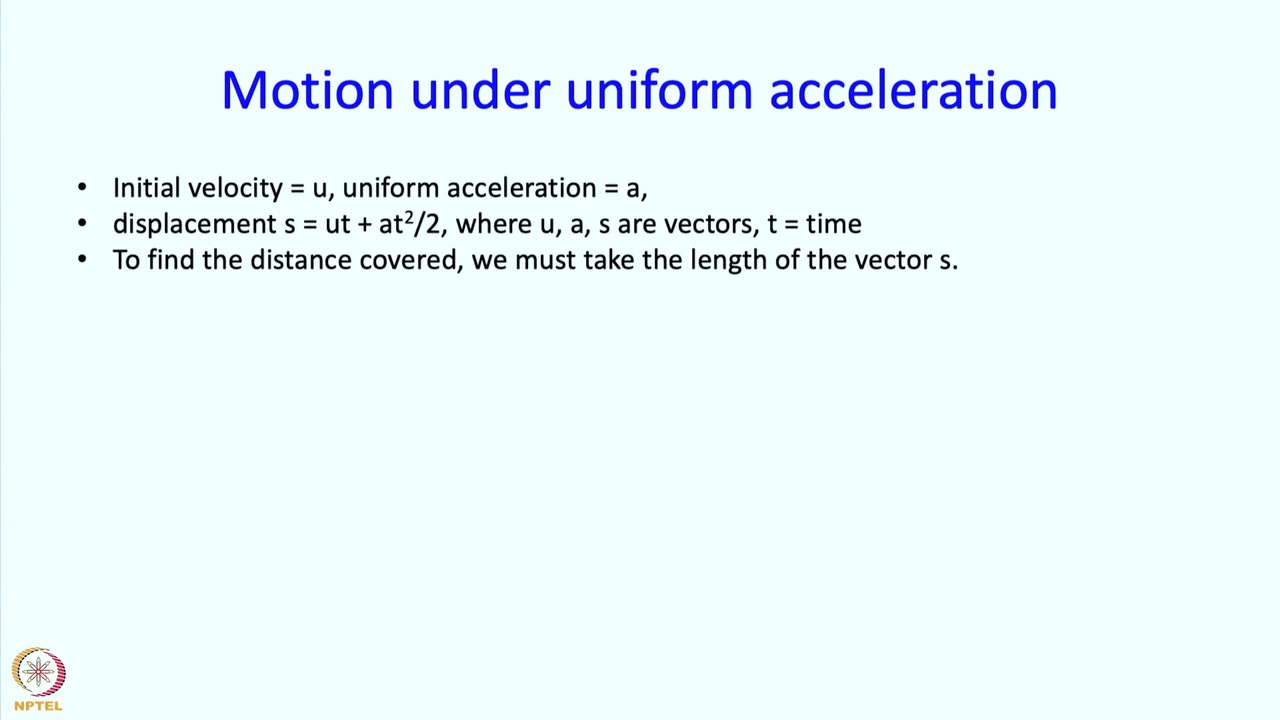 Motion under uniform acceleration
• Initial velocity = u, uniform acceleration = a,
• displacement s = ut + at²/2, where u, a, s are vectors, t = time
• To find the distance covered, we must take the length of the vector s.
NPTEL